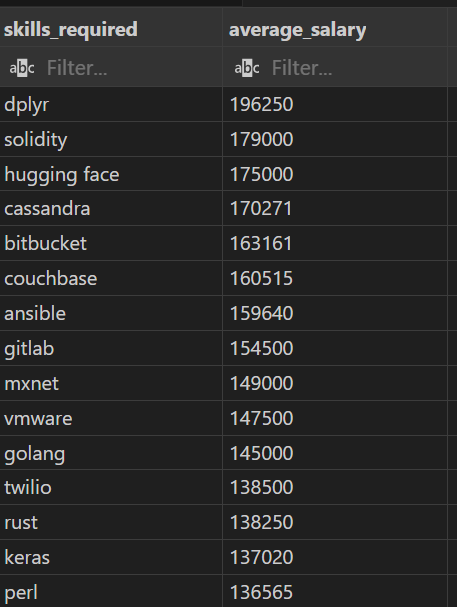 skills_required average_salary
abc Filter... abc Filter...
dplyr 196250
solidity 179000
hugging face 175000
cassandra 170271
bitbucket 163161
couchbase 160515
ansible 159640
gitlab 154500
mxnet 149000
vmware 147500
golang 145000
twilio 138500
rust 138250
keras 137020
perl 136565